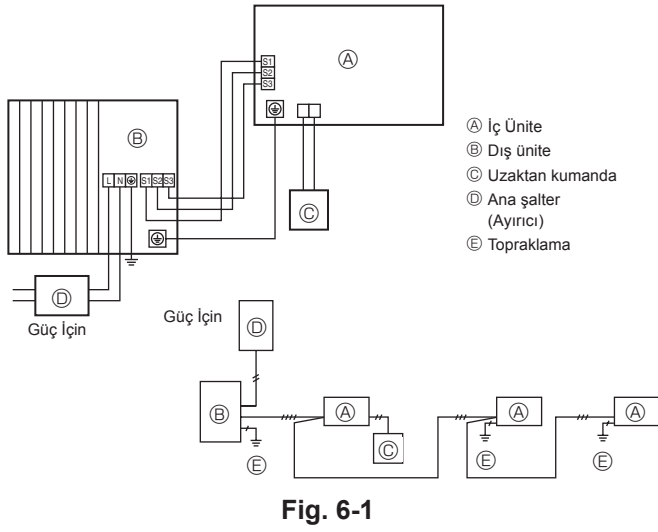 S1
S2
S3
Ⓐ
Ⓑ
L N S1 S2 S3
Ⓒ
Ⓓ
Güç İçin
Ⓐ İç Ünite
Ⓑ Dış ünite
Ⓒ Uzaktan kumanda
Ⓓ Ana şalter
(Ayırıcı)
Ⓔ Topraklama
Güç İçin
Ⓓ
Ⓑ
Ⓐ
Ⓐ
Ⓐ
Ⓒ
Ⓔ
Ⓔ
Ⓔ
Fig. 6-1